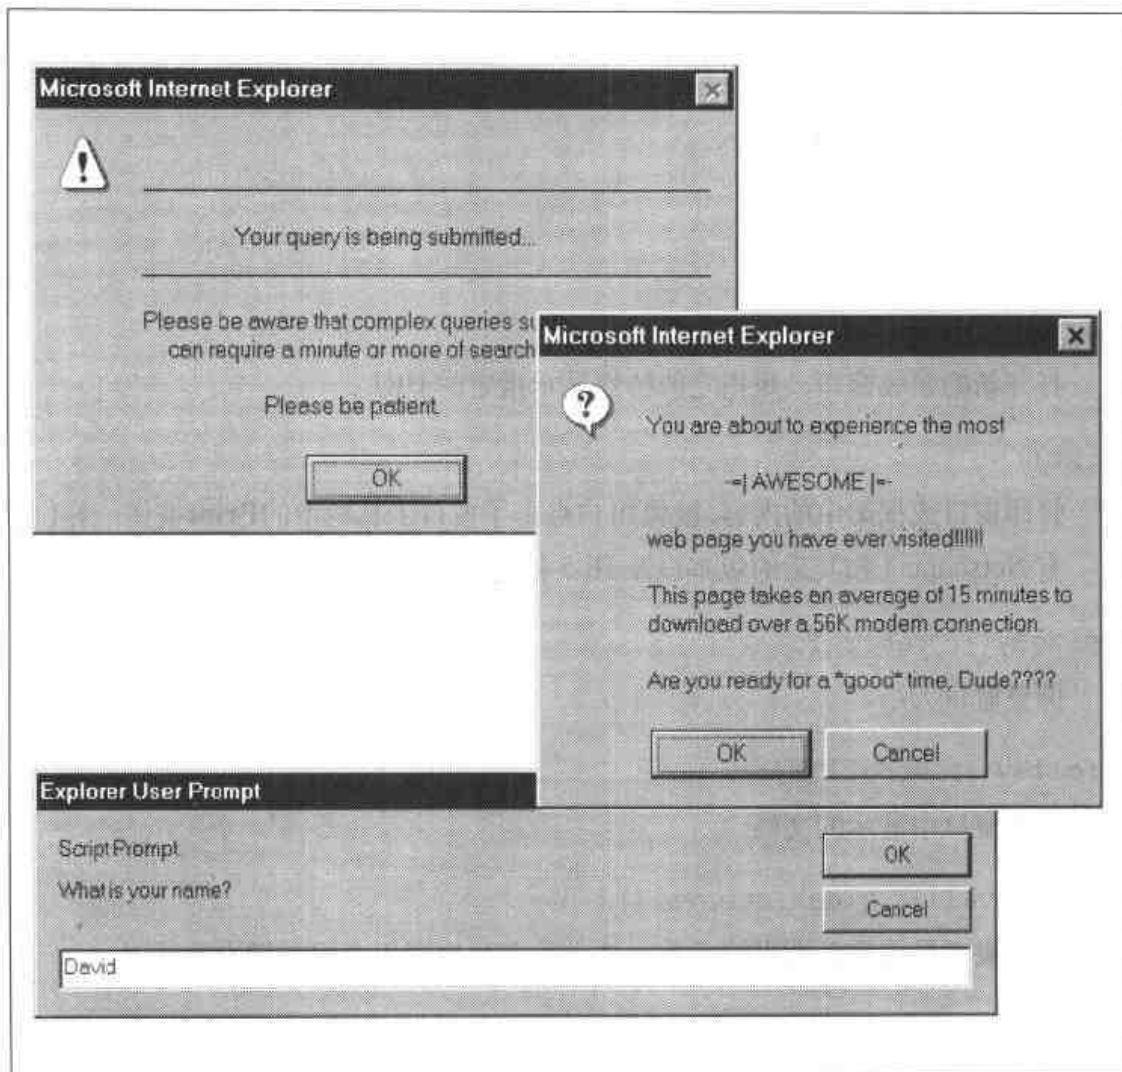 Microsoft Internet Explorer
Your query is being submitted...
Please be aware that complex queries su
can require a minute or more of search
Please be patient.
OK
Microsoft Internet Explorer
You are about to experience the most
-=| AWESOME |=-
web page you have ever visited!!!!!!
This page takes an average of 15 minutes to
download over a 56K modem connection.
Are you ready for a *good* time, Dude????
OK
Cancel
Explorer User Prompt
Script Prompt
What is your name?
OK
Cancel
David